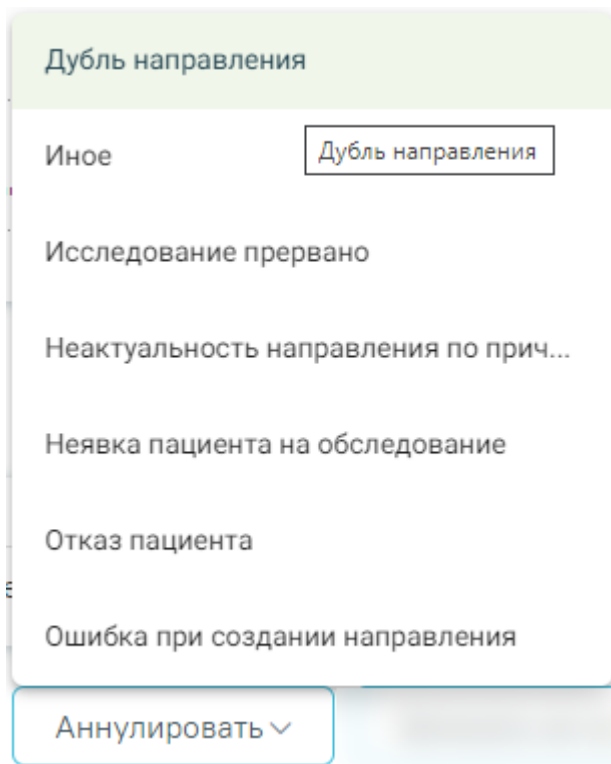 Дубль направления
Иное
Дубль направления
Исследование прервано
Неактуальность направления по прич...
Неявка пациента на обследование
Отказ пациента
Ошибка при создании направления
Аннулировать